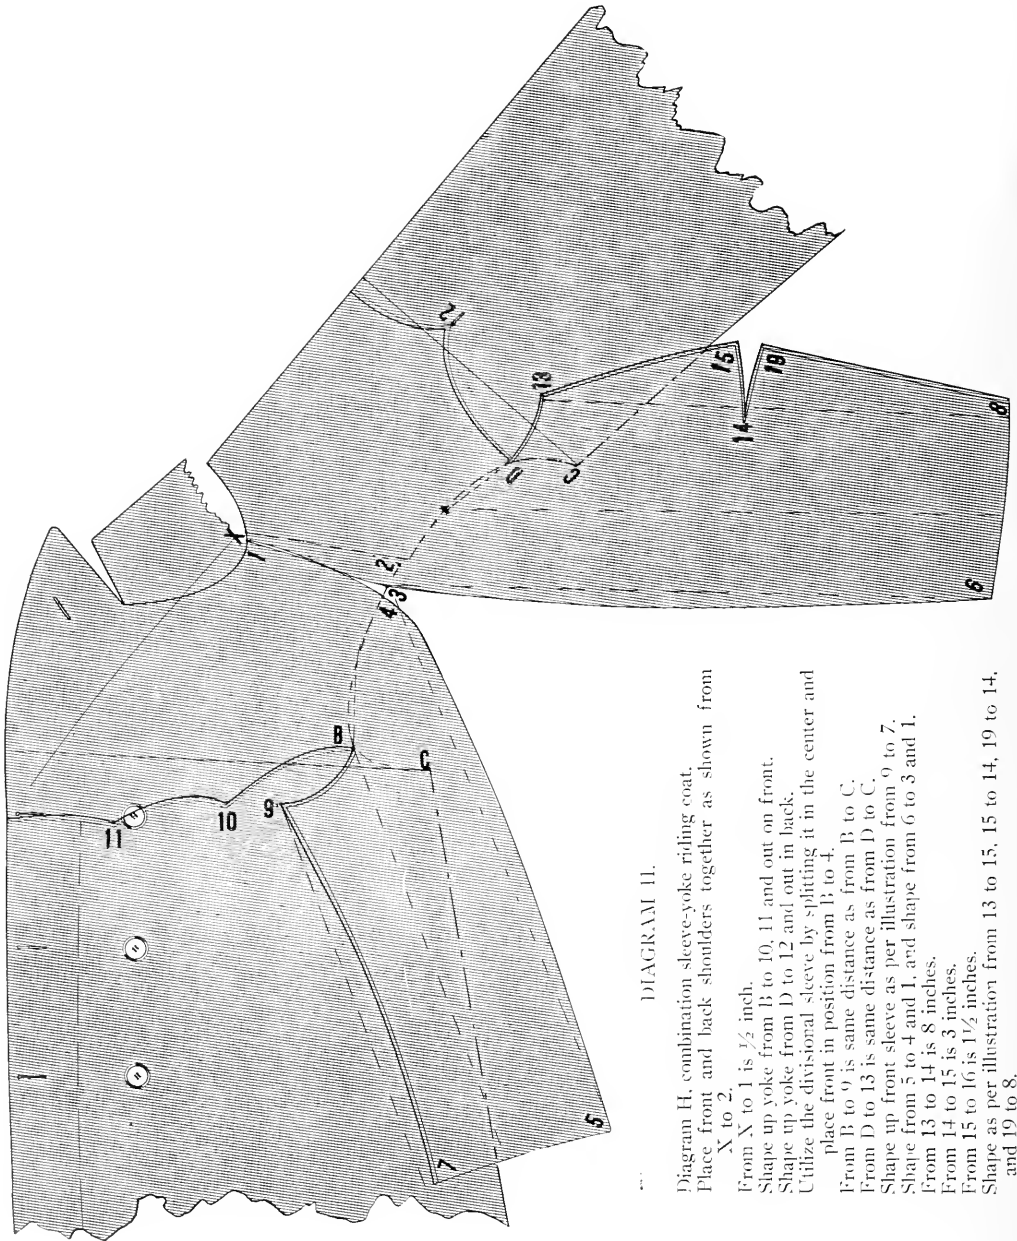 DIAGRAM 11.
Diagram H, combination sleeve-yoke riding coat.
Place front and back shoulders together as shown from
X to 2.
From X to 1 is 1/2 inch.
Shape up yoke from B to 10, 11 and out on front.
Shape up yoke from D to 12 and out in back.
Utilize the divisional sleeve by splitting it in the center and
place front in position from B to 4.
From B to 9 is same distance as from B to C.
From D to 13 is same distance as from D to C.
Shape up front sleeve as per illustration from 9 to 7.
Shape from 5 to 4 and 1, and shape from 6 to 3 and 1.
From 13 to 14 is 8 inches.
From 14 to 15 is 3 inches.
From 15 to 16 is 1 1/2 inches.
Shape as per illustration from 13 to 15, 15 to 14, 19 to 14,
and 19 to 8.
X
1
2
3
4
B
C
9
10
11
7
5
12
13
D
C
15
14
19
8
6